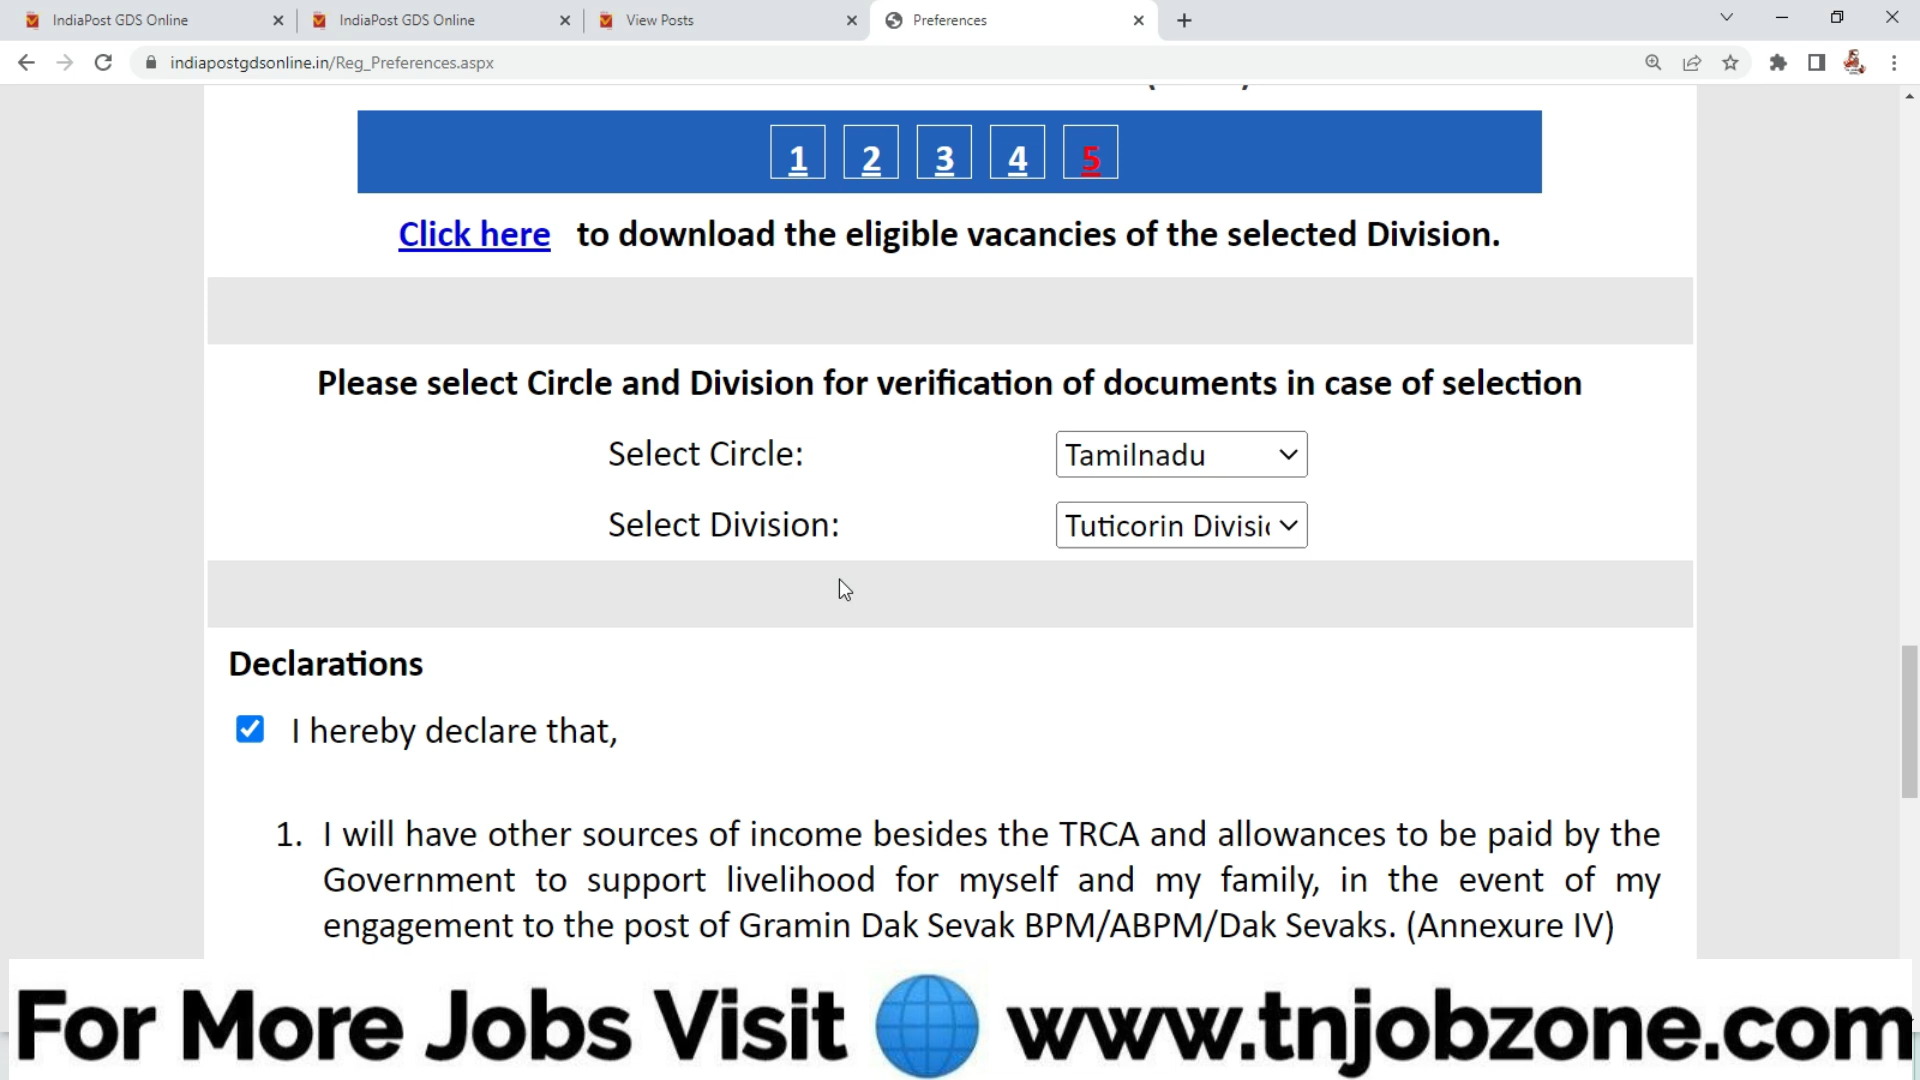 IndiaPost GDS Online
IndiaPost GDS Online
View Posts
Preferences
indiapostgdsonline.in/Reg_Preferences.aspx
1 2 3 4 5
Click here to download the eligible vacancies of the selected Division.
Please select Circle and Division for verification of documents in case of selection
Select Circle: Tamilnadu
Select Division: Tuticorin Divisi
Declarations
I hereby declare that,
1. I will have other sources of income besides the TRCA and allowances to be paid by the
Government to support livelihood for myself and my family, in the event of my
engagement to the post of Gramin Dak Sevak BPM/ABPM/Dak Sevaks. (Annexure IV)
For More Jobs Visit www.tnjobzone.com